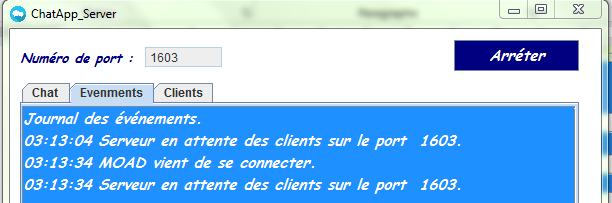 ChatApp_Server
Numéro de port : 1603 Arréter
Chat Evenments Clients
Journal des événements.
03:13:04 Serveur en attente des clients sur le port 1603.
03:13:34 MOAD vient de se connecter.
03:13:34 Serveur en attente des clients sur le port 1603.